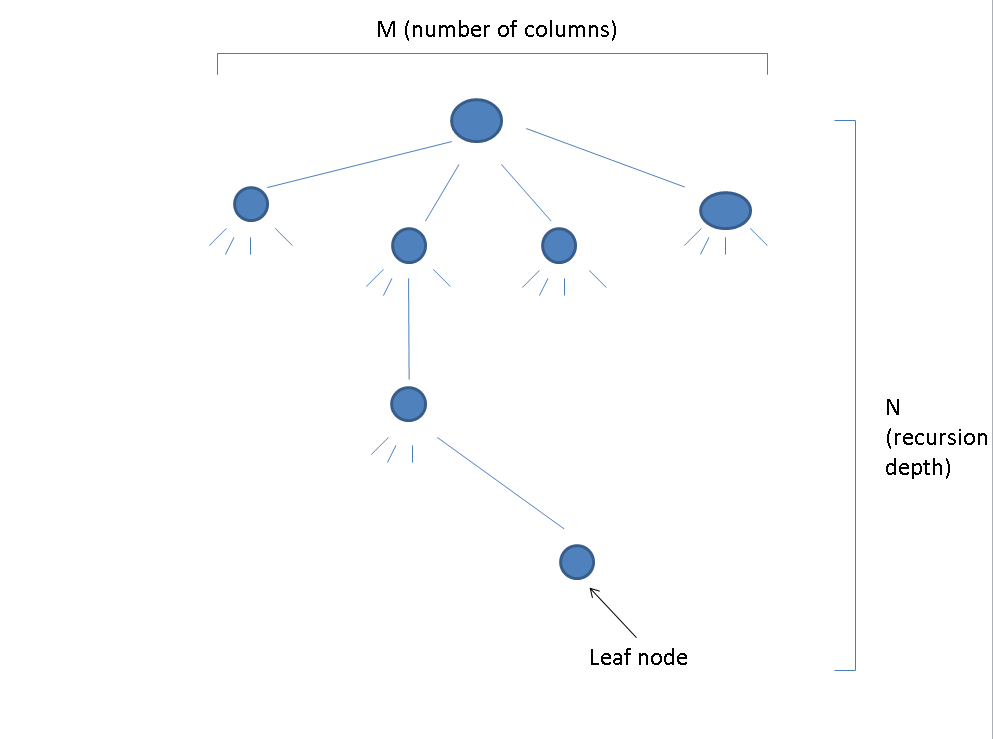 M (number of columns)
N
(recursion
depth)
Leaf node